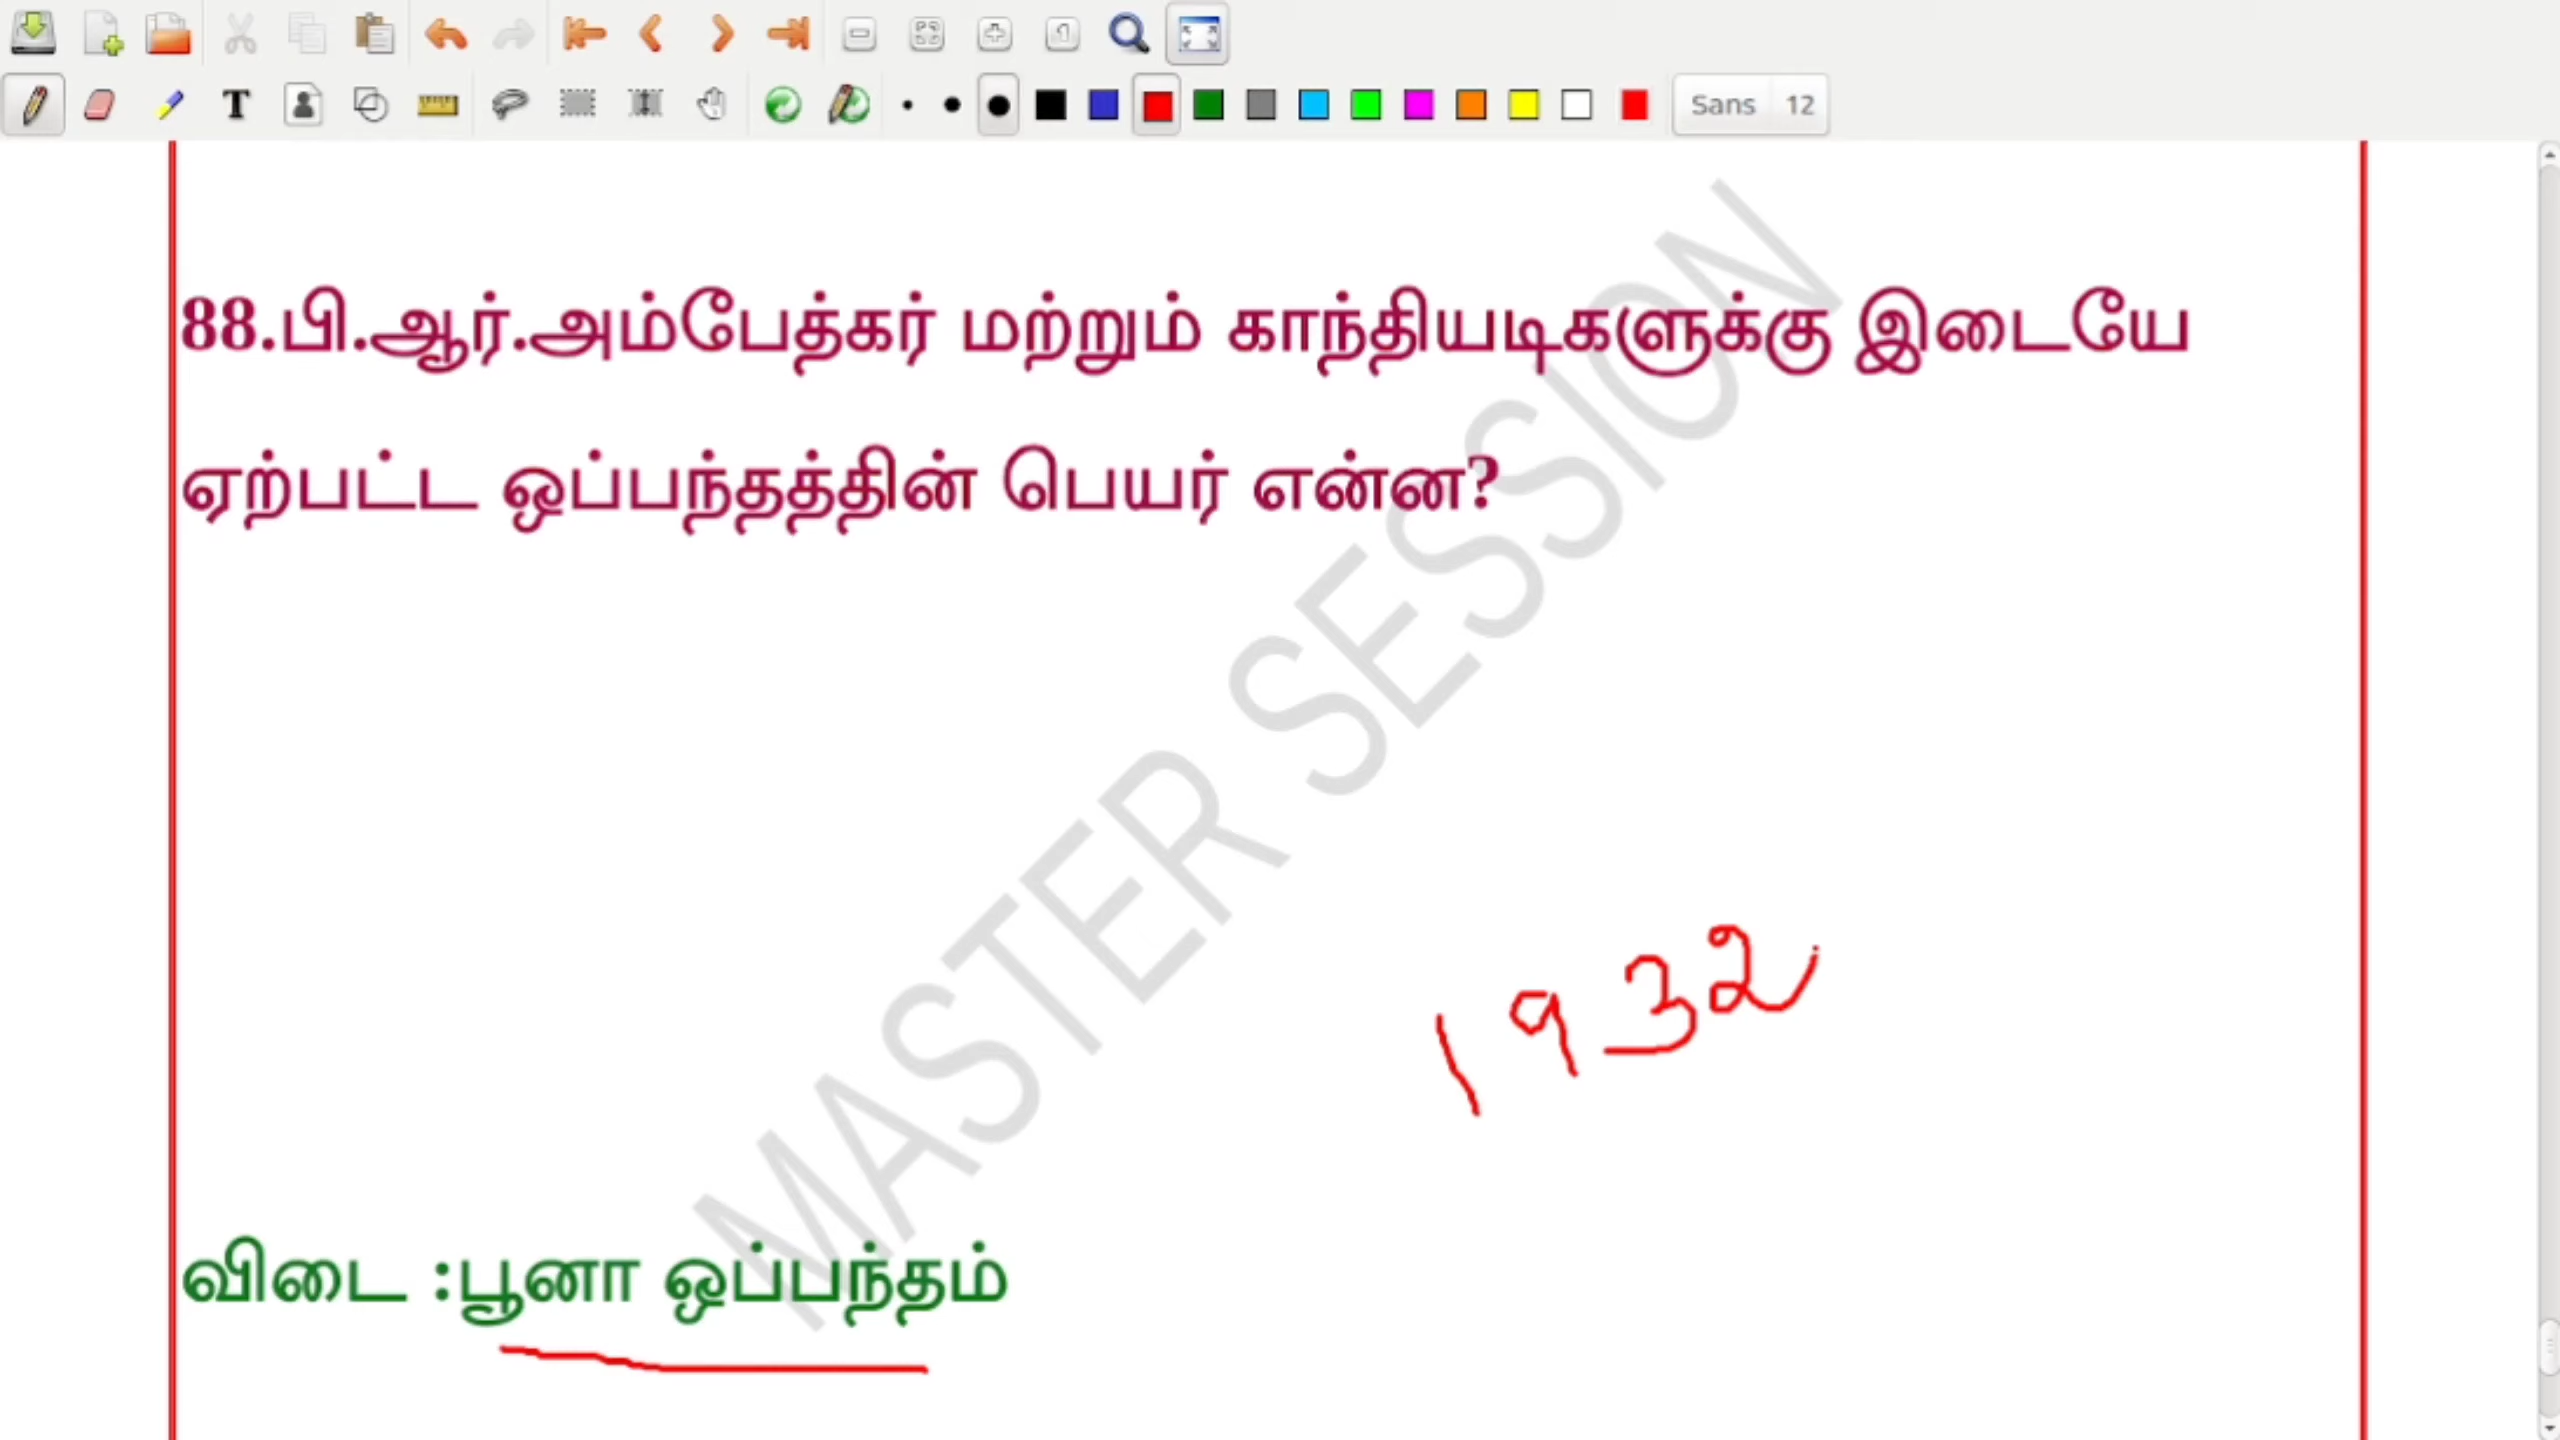 Sans 12
88.பி.ஆர்.அம்பேத்கர் மற்றும் காந்தியடிகளுக்கு இடையே
ஏற்பட்ட ஒப்பந்தத்தின் பெயர் என்ன?
MASTER SESSION
1932
விடை :பூனா ஒப்பந்தம்